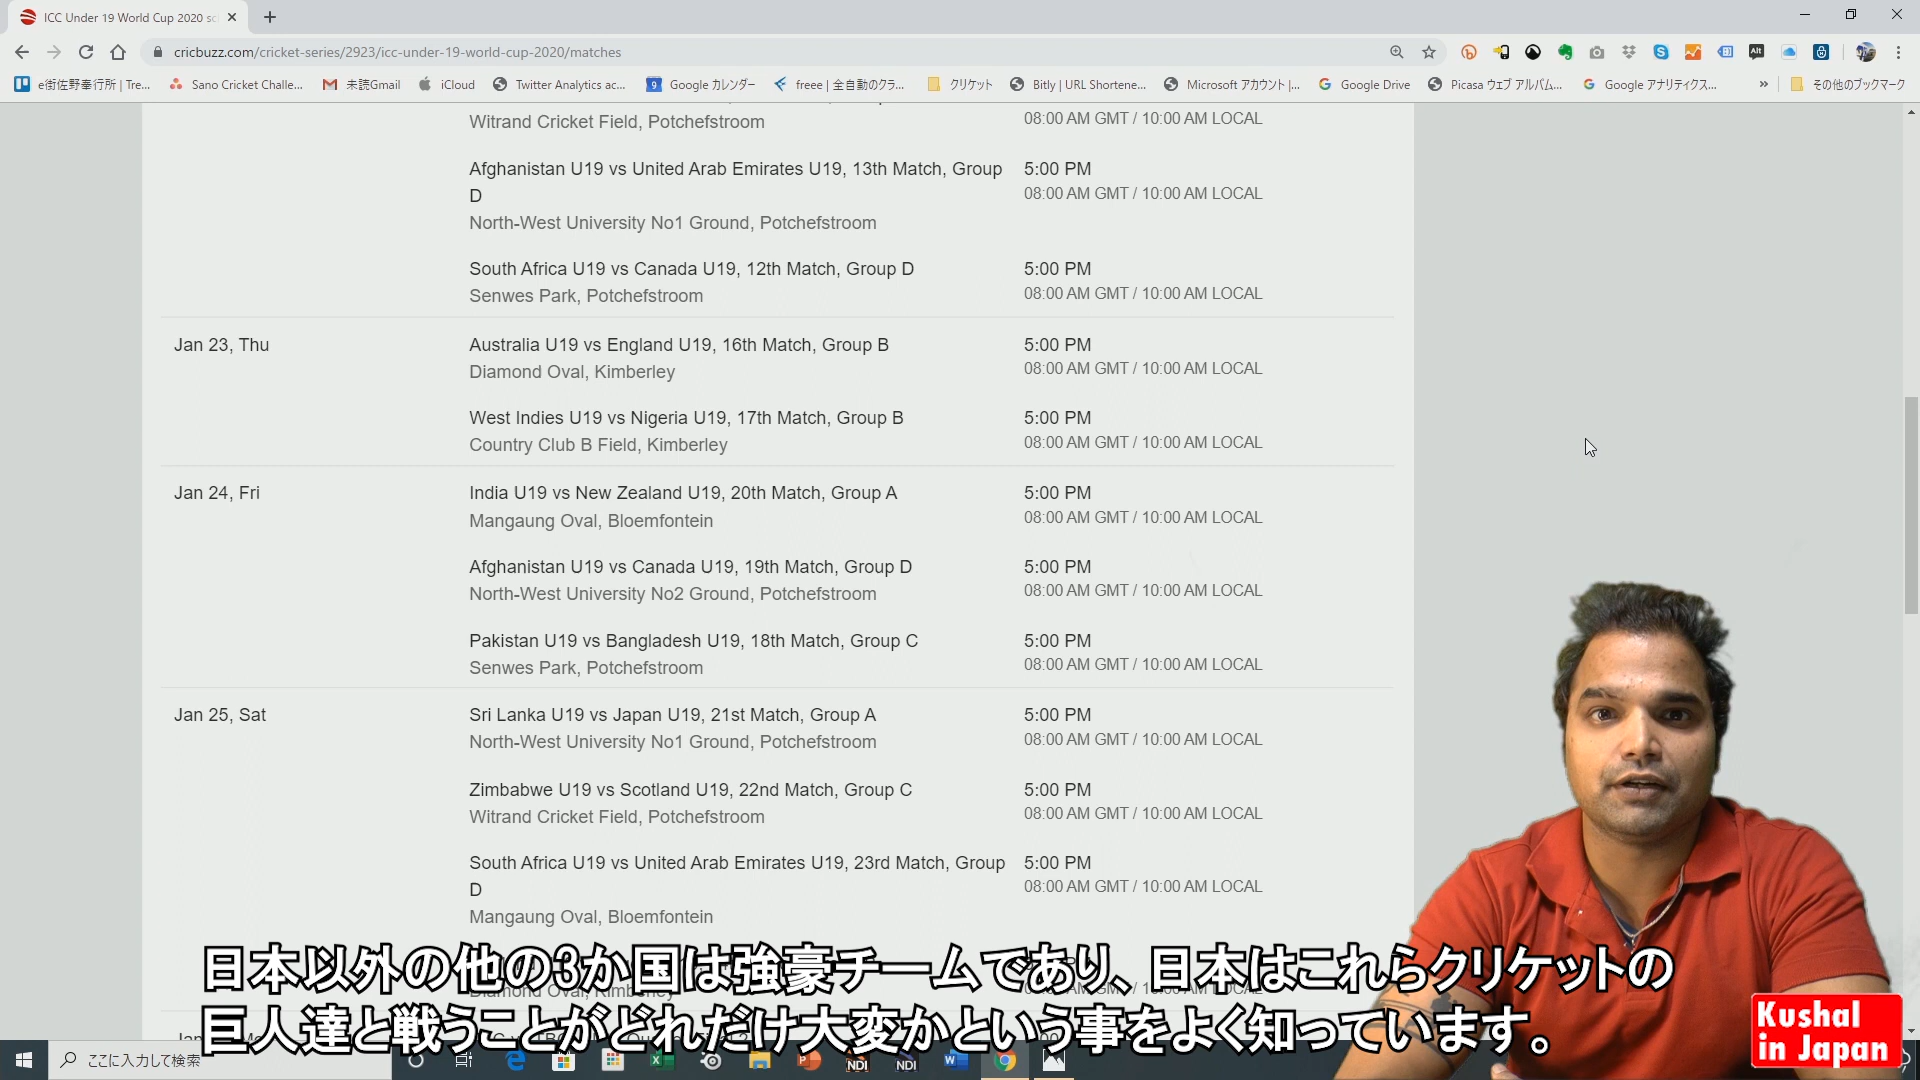 ICC Under 19 World Cup 2020 sc
cricbuzz.com/cricket-series/2923/icc-under-19-world-cup-2020/matches
e街佐野奉行所 | Tre...
Sano Cricket Challe...
未読Gmail
iCloud
Twitter Analytics ac...
Google カレンダー
freee | 全自動のクラ...
クリケット
Bitly | URL Shortene...
Microsoft アカウント |...
Google Drive
Picasa ウェブ アルバム...
Google アナリティクス...
»
その他のブックマーク
Witrand Cricket Field, Potchefstroom
08:00 AM GMT / 10:00 AM LOCAL
Afghanistan U19 vs United Arab Emirates U19, 13th Match, Group
D
5:00 PM
08:00 AM GMT / 10:00 AM LOCAL
North-West University No1 Ground, Potchefstroom
South Africa U19 vs Canada U19, 12th Match, Group D
5:00 PM
Senwes Park, Potchefstroom
08:00 AM GMT / 10:00 AM LOCAL
Jan 23, Thu
Australia U19 vs England U19, 16th Match, Group B
5:00 PM
Diamond Oval, Kimberley
08:00 AM GMT / 10:00 AM LOCAL
West Indies U19 vs Nigeria U19, 17th Match, Group B
5:00 PM
Country Club B Field, Kimberley
08:00 AM GMT / 10:00 AM LOCAL
Jan 24, Fri
India U19 vs New Zealand U19, 20th Match, Group A
5:00 PM
Mangaung Oval, Bloemfontein
08:00 AM GMT / 10:00 AM LOCAL
Afghanistan U19 vs Canada U19, 19th Match, Group D
5:00 PM
North-West University No2 Ground, Potchefstroom
08:00 AM GMT / 10:00 AM LOCAL
Pakistan U19 vs Bangladesh U19, 18th Match, Group C
5:00 PM
Senwes Park, Potchefstroom
08:00 AM GMT / 10:00 AM LOCAL
Jan 25, Sat
Sri Lanka U19 vs Japan U19, 21st Match, Group A
5:00 PM
North-West University No1 Ground, Potchefstroom
08:00 AM GMT / 10:00 AM LOCAL
Zimbabwe U19 vs Scotland U19, 22nd Match, Group C
5:00 PM
Witrand Cricket Field, Potchefstroom
08:00 AM GMT / 10:00 AM LOCAL
South Africa U19 vs United Arab Emirates U19, 23rd Match, Group
D
5:00 PM
08:00 AM GMT / 10:00 AM LOCAL
Mangaung Oval, Bloemfontein
Diamond Oval, Kimberley
日本以外の他の3か国は強豪チームであり、日本はこれらクリケットの
巨人達と戦うことがどれだけ大変かという事をよく知っています。
Kushal
in Japan
ここに入力して検索
NDI
NDI